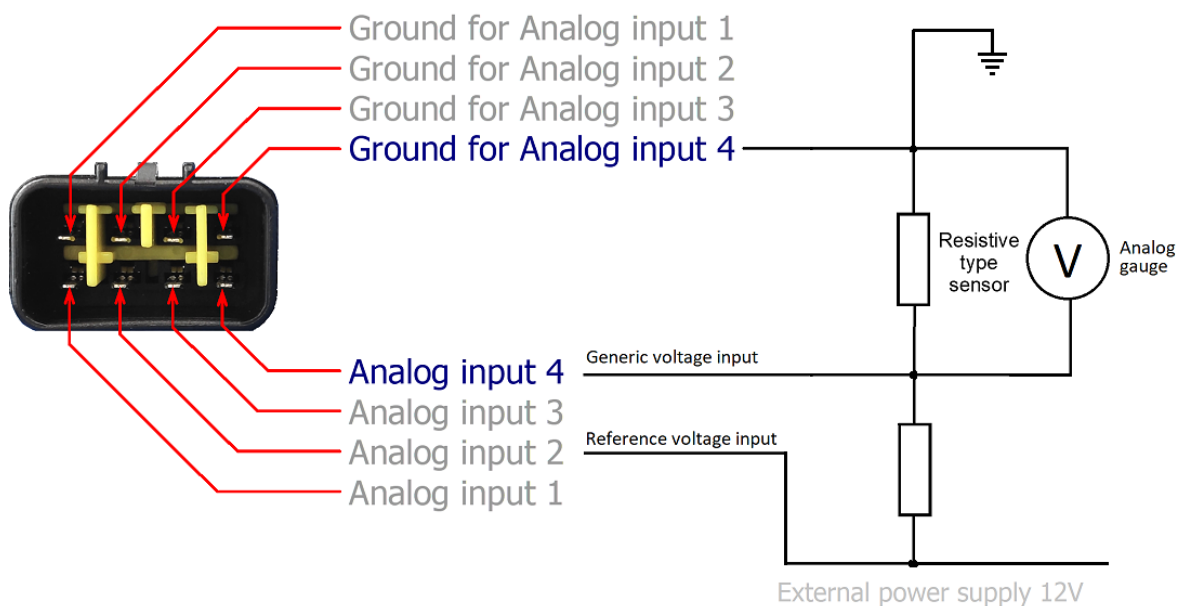 Ground for Analog input 1
Ground for Analog input 2
Ground for Analog input 3
Ground for Analog input 4
Resistive
type
sensor
V
Analog
gauge
Analog input 4
Generic voltage input
Analog input 3
Reference voltage input
Analog input 2
Analog input 1
External power supply 12V